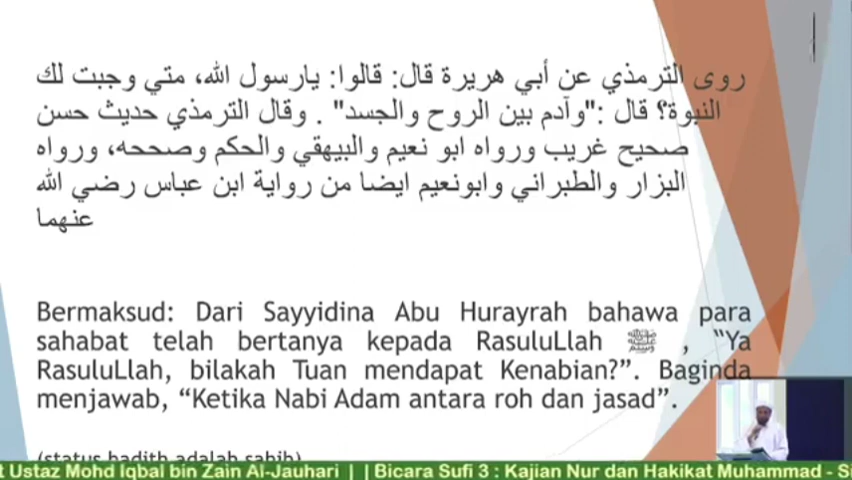 روى الترمذي عن أبي هريرة قال: قالوا: يارسول الله، متي وجبت لك
النبوة؟ قال :"وآدم بين الروح والجسد" . وقال الترمذي حديث حسن
صحيح غريب ورواه ابو نعيم والبيهقي والحكم وصححه، ورواه
البزار والطبراني وابونعيم ايضا من رواية ابن عباس رضي الله
عنهما
Bermaksud: Dari Sayyidina Abu Hurayrah bahawa para
sahabat telah bertanya kepada RasuluLlah ﷺ , “Ya
RasuluLlah, bilakah Tuan mendapat Kenabian?”. Baginda
menjawab, “Ketika Nabi Adam antara roh dan jasad”.
(status hadith adalah sahih)
t Ustaz Mohd Iqbal bin Zain Al-Jauhari | | Bicara Sufi 3 : Kajian Nur dan Hakikat Muhammad - S